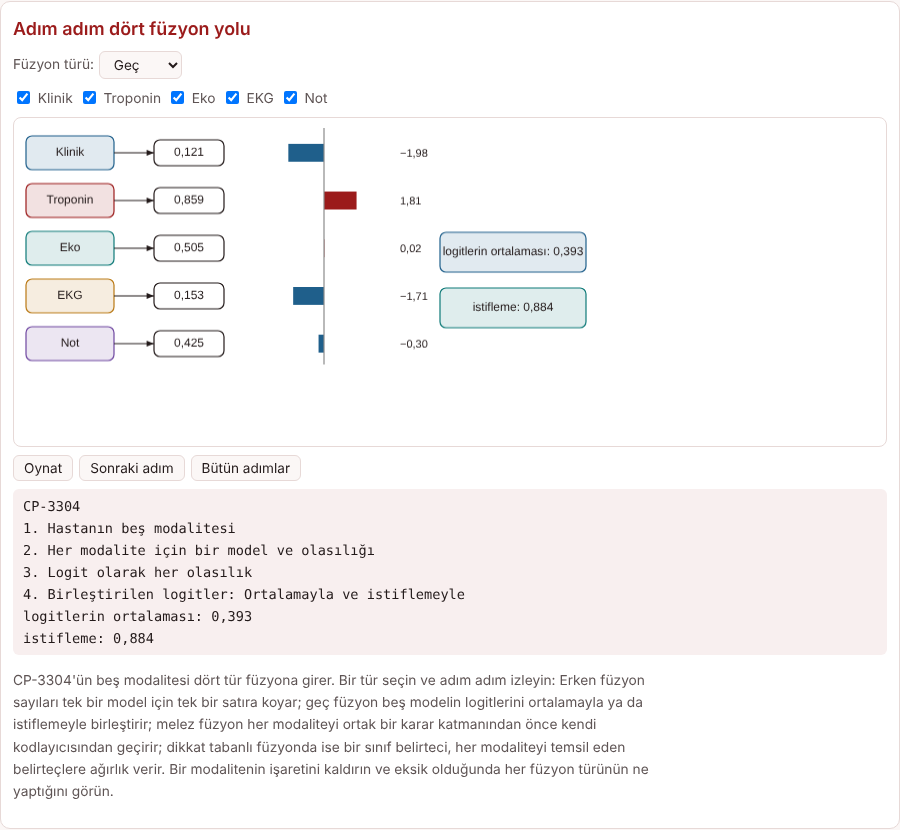 Adım adım dört füzyon yolu
Füzyon türü: Geç
Klinik Troponin Eko EKG Not
Klinik 0,121 −1,98
Troponin 0,859 1,81
Eko 0,505 0,02
logitlerin ortalaması: 0,393
EKG 0,153 −1,71
istifleme: 0,884
Not 0,425 −0,30
Oynat Sonraki adım Bütün adımlar
CP-3304
1. Hastanın beş modalitesi
2. Her modalite için bir model ve olasılığı
3. Logit olarak her olasılık
4. Birleştirilen logitler: Ortalamayla ve istiflemeyle
logitlerin ortalaması: 0,393
istifleme: 0,884
CP-3304'ün beş modalitesi dört tür füzyona girer. Bir tür seçin ve adım adım izleyin: Erken füzyon
sayıları tek bir model için tek bir satıra koyar; geç füzyon beş modelin logitlerini ortalamayla ya da
istiflemeyle birleştirir; melez füzyon her modaliteyi ortak bir karar katmanından önce kendi
kodlayıcısından geçirir; dikkat tabanlı füzyonda ise bir sınıf belirteci, her modaliteyi temsil eden
belirteçlere ağırlık verir. Bir modalitenin işaretini kaldırın ve eksik olduğunda her füzyon türünün ne
yaptığını görün.